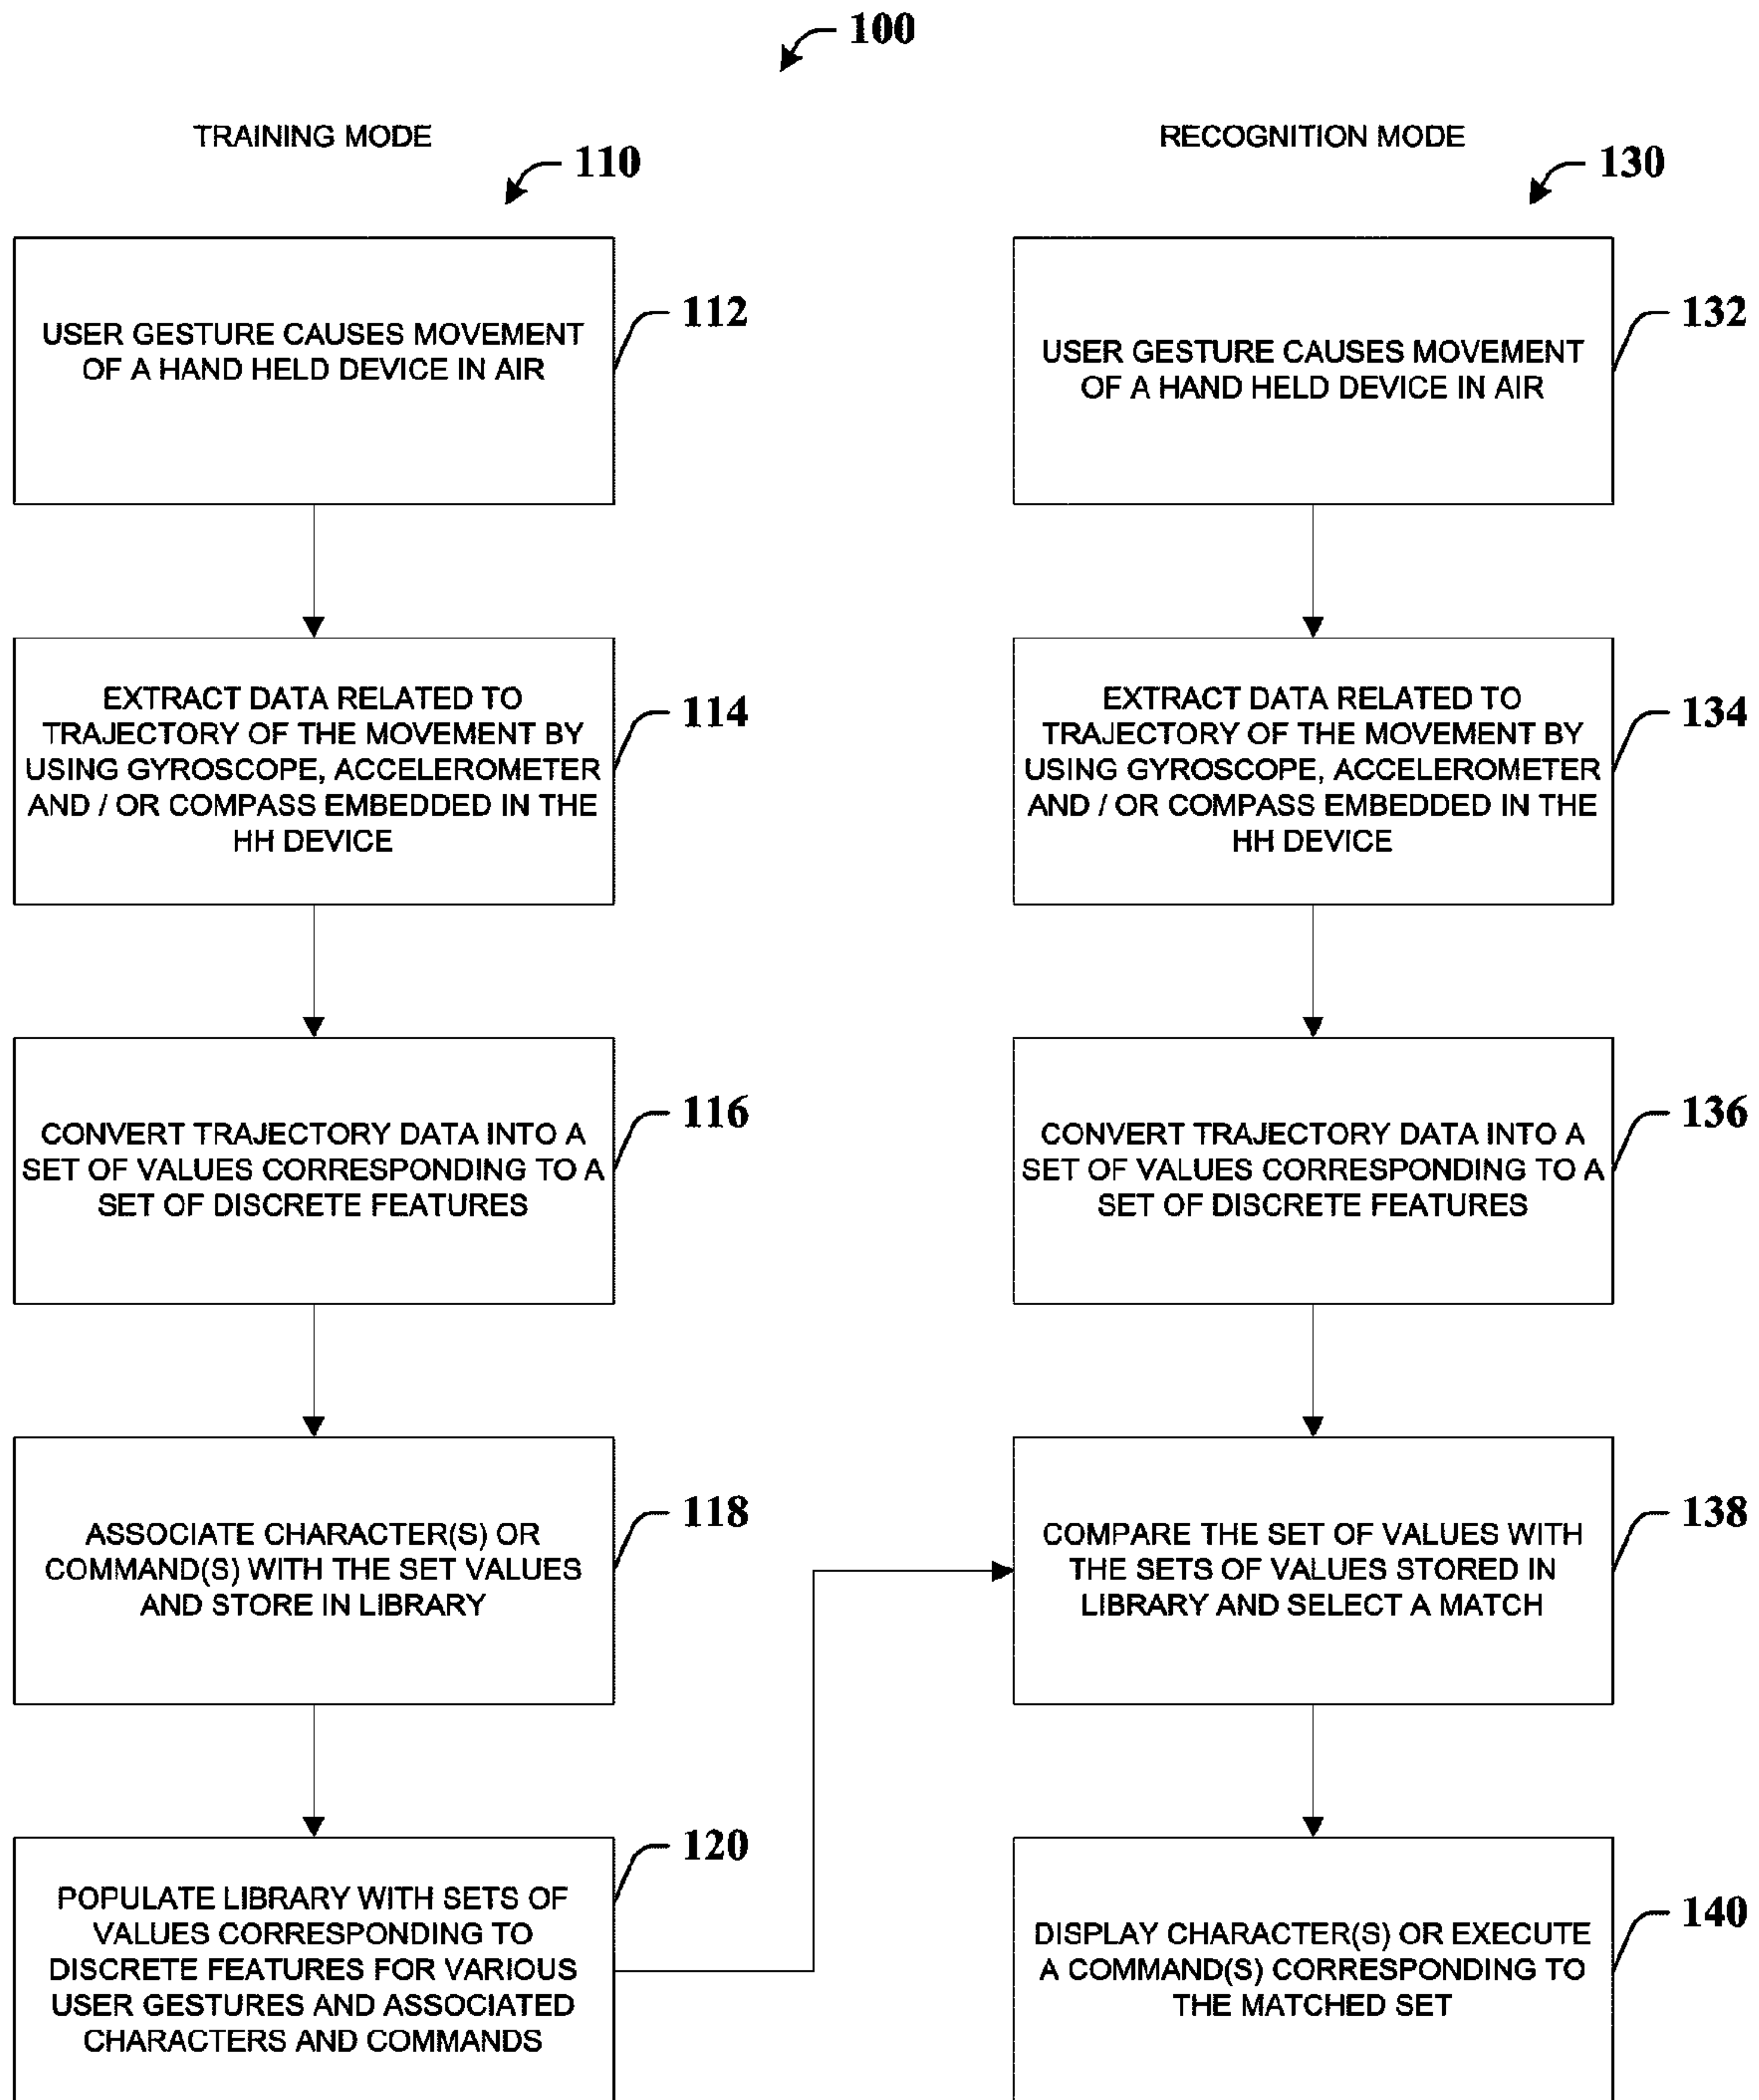 100
TRAINING MODE
110
USER GESTURE CAUSES MOVEMENT
OF A HAND HELD DEVICE IN AIR
112
EXTRACT DATA RELATED TO
TRAJECTORY OF THE MOVEMENT BY
USING GYROSCOPE, ACCELEROMETER
AND / OR COMPASS EMBEDDED IN THE
HH DEVICE
114
CONVERT TRAJECTORY DATA INTO A
SET OF VALUES CORRESPONDING TO A
SET OF DISCRETE FEATURES
116
ASSOCIATE CHARACTER(S) OR
COMMAND(S) WITH THE SET VALUES
AND STORE IN LIBRARY
118
POPULATE LIBRARY WITH SETS OF
VALUES CORRESPONDING TO
DISCRETE FEATURES FOR VARIOUS
USER GESTURES AND ASSOCIATED
CHARACTERS AND COMMANDS
120
RECOGNITION MODE
130
USER GESTURE CAUSES MOVEMENT
OF A HAND HELD DEVICE IN AIR
132
EXTRACT DATA RELATED TO
TRAJECTORY OF THE MOVEMENT BY
USING GYROSCOPE, ACCELEROMETER
AND / OR COMPASS EMBEDDED IN THE
HH DEVICE
134
CONVERT TRAJECTORY DATA INTO A
SET OF VALUES CORRESPONDING TO A
SET OF DISCRETE FEATURES
136
COMPARE THE SET OF VALUES WITH
THE SETS OF VALUES STORED IN
LIBRARY AND SELECT A MATCH
138
DISPLAY CHARACTER(S) OR EXECUTE
A COMMAND(S) CORRESPONDING TO
THE MATCHED SET
140